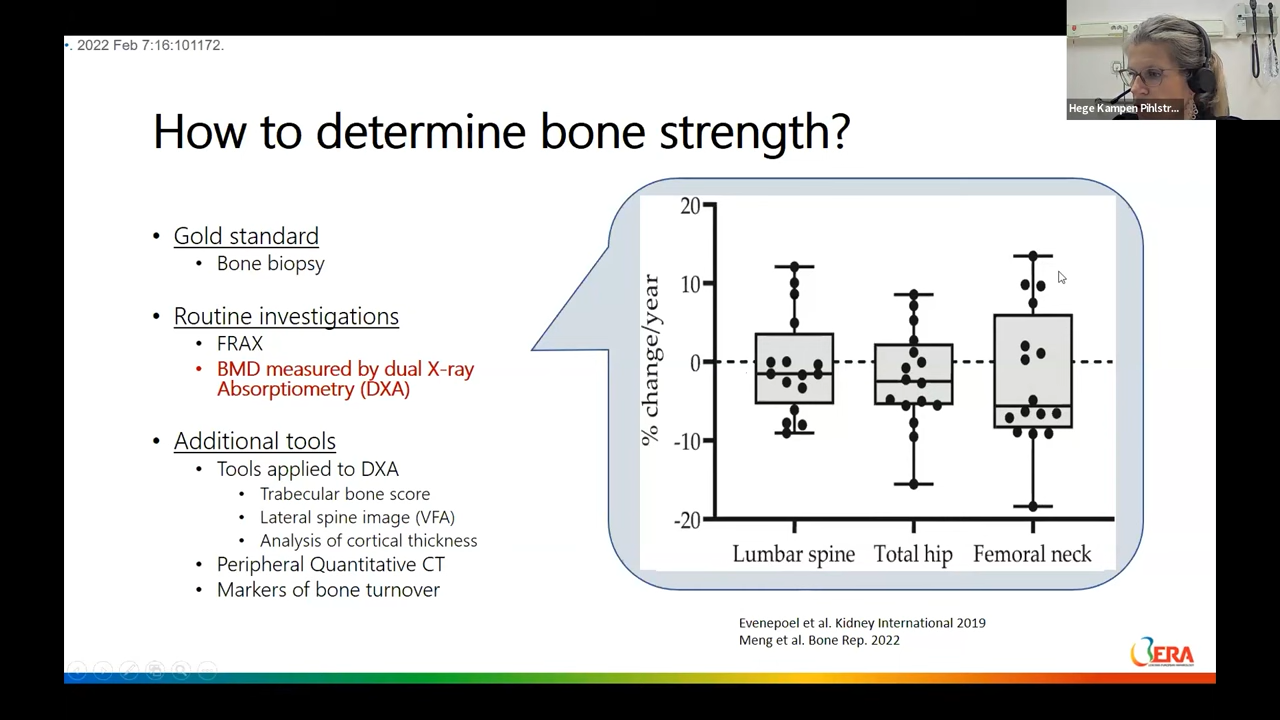 . 2022 Feb 7:16:101172.
Hege Kampen Pihlstr...
How to determine bone strength?
• Gold standard
• Bone biopsy
• Routine investigations
• FRAX
• BMD measured by dual X-ray
Absorptiometry (DXA)
• Additional tools
• Tools applied to DXA
• Trabecular bone score
• Lateral spine image (VFA)
• Analysis of cortical thickness
• Peripheral Quantitative CT
• Markers of bone turnover
% change/year
20
10
0
-10
-20
Lumbar spine Total hip Femoral neck
Evenepoel et al. Kidney International 2019
Meng et al. Bone Rep. 2022
ERA